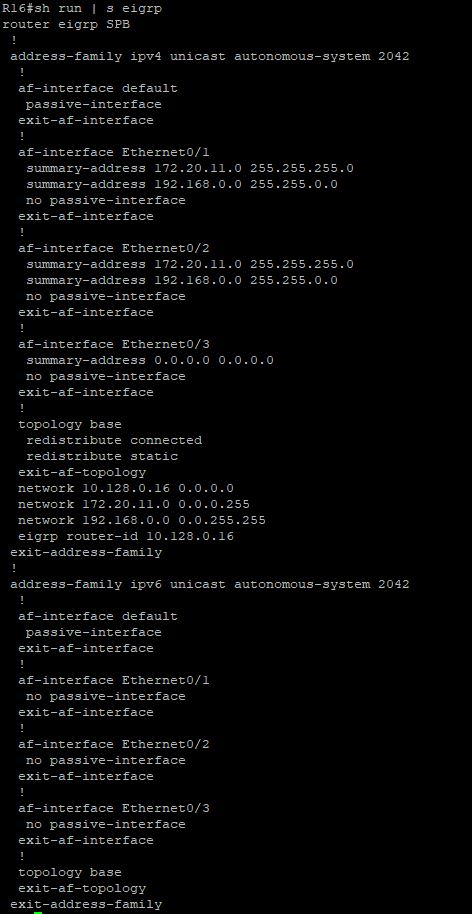 R16#sh run | s eigrp
router eigrp SPB
 !
 address-family ipv4 unicast autonomous-system 2042
  !
  af-interface default
   passive-interface
  exit-af-interface
  !
  af-interface Ethernet0/1
   summary-address 172.20.11.0 255.255.255.0
   summary-address 192.168.0.0 255.255.0.0
   no passive-interface
  exit-af-interface
  !
  af-interface Ethernet0/2
   summary-address 172.20.11.0 255.255.255.0
   summary-address 192.168.0.0 255.255.0.0
   no passive-interface
  exit-af-interface
  !
  af-interface Ethernet0/3
   summary-address 0.0.0.0 0.0.0.0
   no passive-interface
  exit-af-interface
  !
  topology base
   redistribute connected
   redistribute static
  exit-af-topology
  network 10.128.0.16 0.0.0.0
  network 172.20.11.0 0.0.0.255
  network 192.168.0.0 0.0.255.255
  eigrp router-id 10.128.0.16
 exit-address-family
 !
 address-family ipv6 unicast autonomous-system 2042
  !
  af-interface default
   passive-interface
  exit-af-interface
  !
  af-interface Ethernet0/1
   no passive-interface
  exit-af-interface
  !
  af-interface Ethernet0/2
   no passive-interface
  exit-af-interface
  !
  af-interface Ethernet0/3
   no passive-interface
  exit-af-interface
  !
  topology base
  exit-af-topology
 exit-address-family